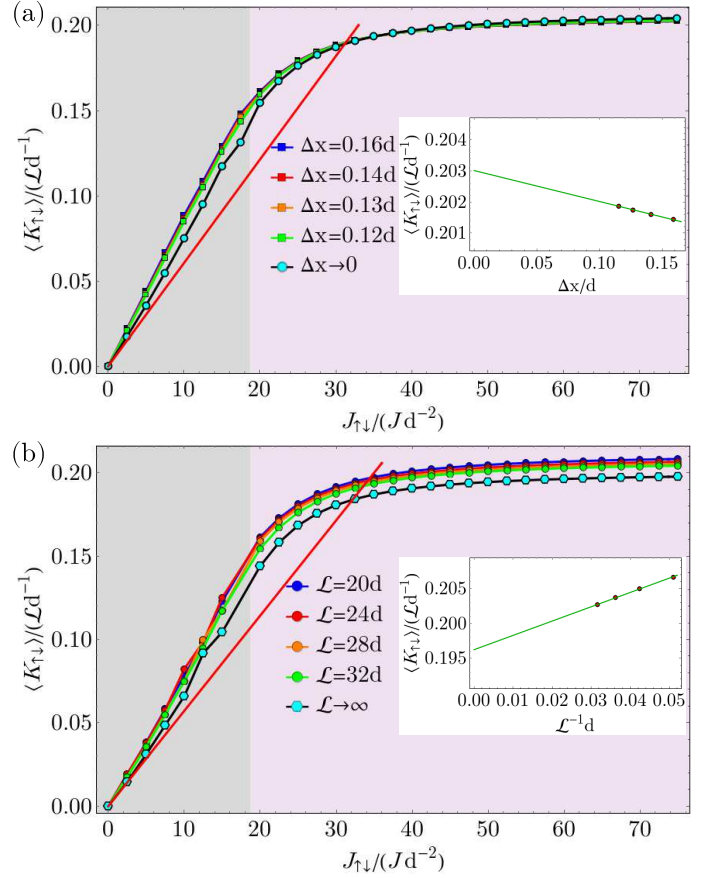 (a)
0.20
0.15
0.10
0.05
0.00
⟨K↑↓⟩/(ℒd⁻¹)
Δx=0.16d
Δx=0.14d
Δx=0.13d
Δx=0.12d
Δx→0
0.204
0.203
0.202
0.201
⟨K↑↓⟩/(ℒd⁻¹)
0.00 0.05 0.10 0.15
Δx/d
0 10 20 30 40 50 60 70
J↑↓/(Jd⁻²)
(b)
0.20
0.15
0.10
0.05
0.00
⟨K↑↓⟩/(ℒd⁻¹)
ℒ=20d
ℒ=24d
ℒ=28d
ℒ=32d
ℒ→∞
0.205
0.200
0.195
⟨K↑↓⟩/(ℒd⁻¹)
0.00 0.01 0.02 0.03 0.04 0.05
ℒ⁻¹d
0 10 20 30 40 50 60 70
J↑↓/(Jd⁻²)